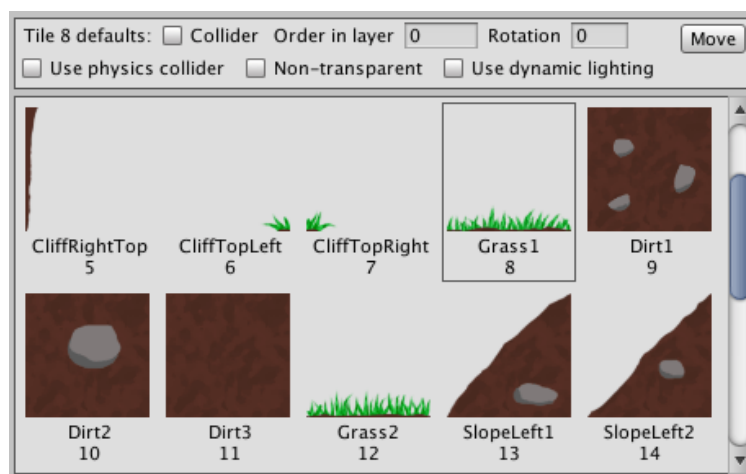 Tile 8 defaults: Collider Order in layer 0 Rotation 0 Move
Use physics collider Non-transparent Use dynamic lighting
CliffRightTop CliffTopLeft CliffTopRight Grass1 Dirt1
5 6 7 8 9
Dirt2 Dirt3 Grass2 SlopeLeft1 SlopeLeft2
10 11 12 13 14